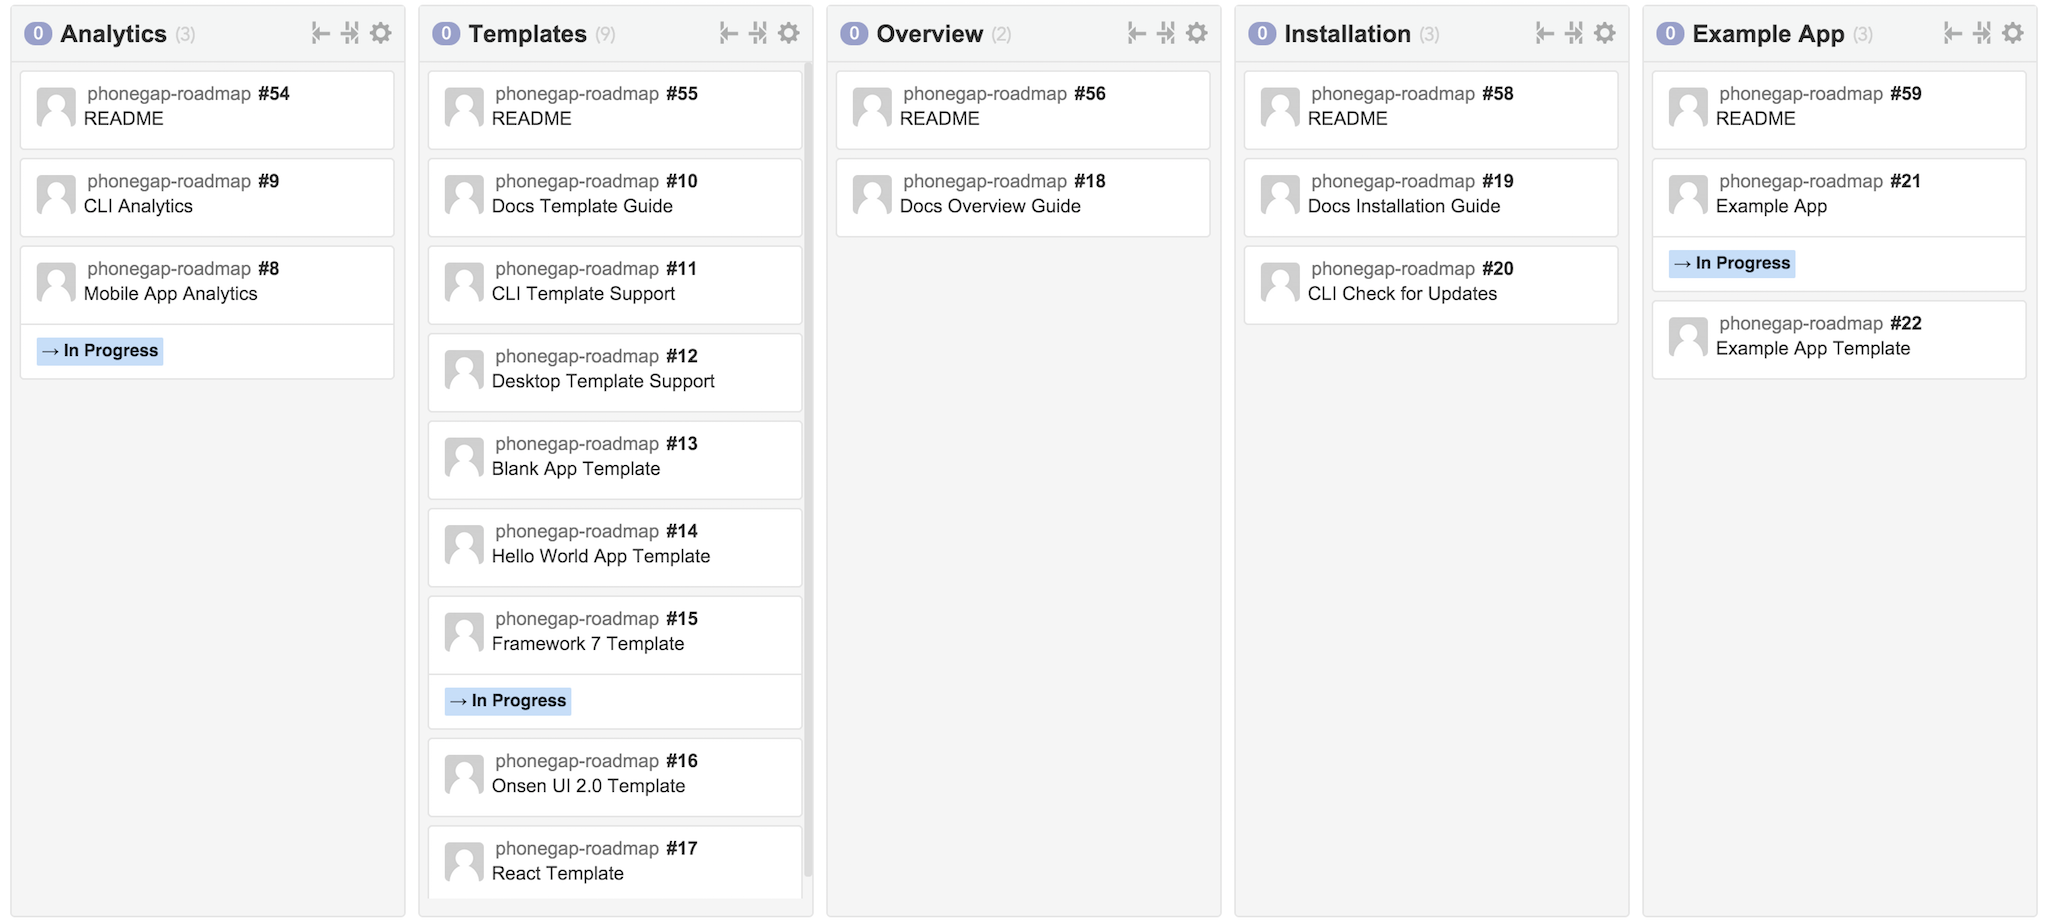 0 Analytics (3)
phonegap-roadmap #54
README
phonegap-roadmap #9
CLI Analytics
phonegap-roadmap #8
Mobile App Analytics
→ In Progress
0 Templates (9)
phonegap-roadmap #55
README
phonegap-roadmap #10
Docs Template Guide
phonegap-roadmap #11
CLI Template Support
phonegap-roadmap #12
Desktop Template Support
phonegap-roadmap #13
Blank App Template
phonegap-roadmap #14
Hello World App Template
phonegap-roadmap #15
Framework 7 Template
→ In Progress
phonegap-roadmap #16
Onsen UI 2.0 Template
phonegap-roadmap #17
React Template
0 Overview (2)
phonegap-roadmap #56
README
phonegap-roadmap #18
Docs Overview Guide
0 Installation (3)
phonegap-roadmap #58
README
phonegap-roadmap #19
Docs Installation Guide
phonegap-roadmap #20
CLI Check for Updates
0 Example App (3)
phonegap-roadmap #59
README
phonegap-roadmap #21
Example App
→ In Progress
phonegap-roadmap #22
Example App Template